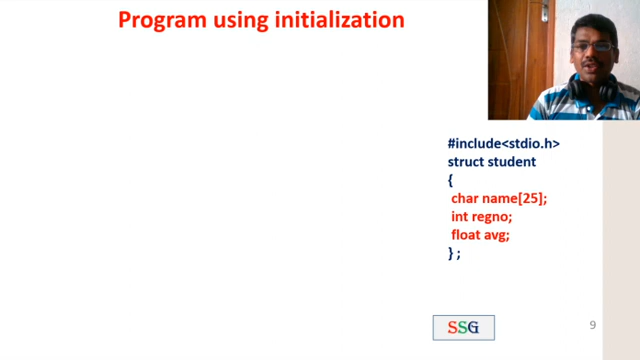 Program using initialization
#include<stdio.h>
struct student
{
char name[25];
int regno;
float avg;
} ;
SSG
9